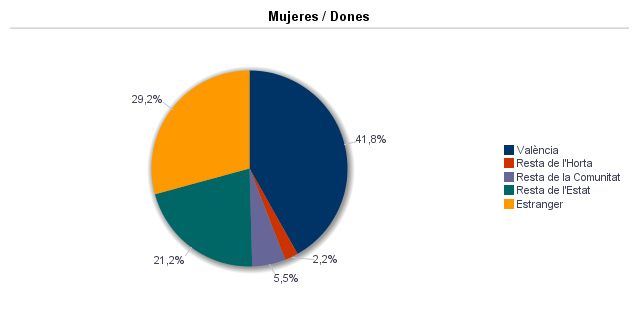 Mujeres / Dones
29,2%
41,8%
21,2%
5,5%
2,2%
València
Resta de l'Horta
Resta de la Comunitat
Resta de l'Estat
Estranger